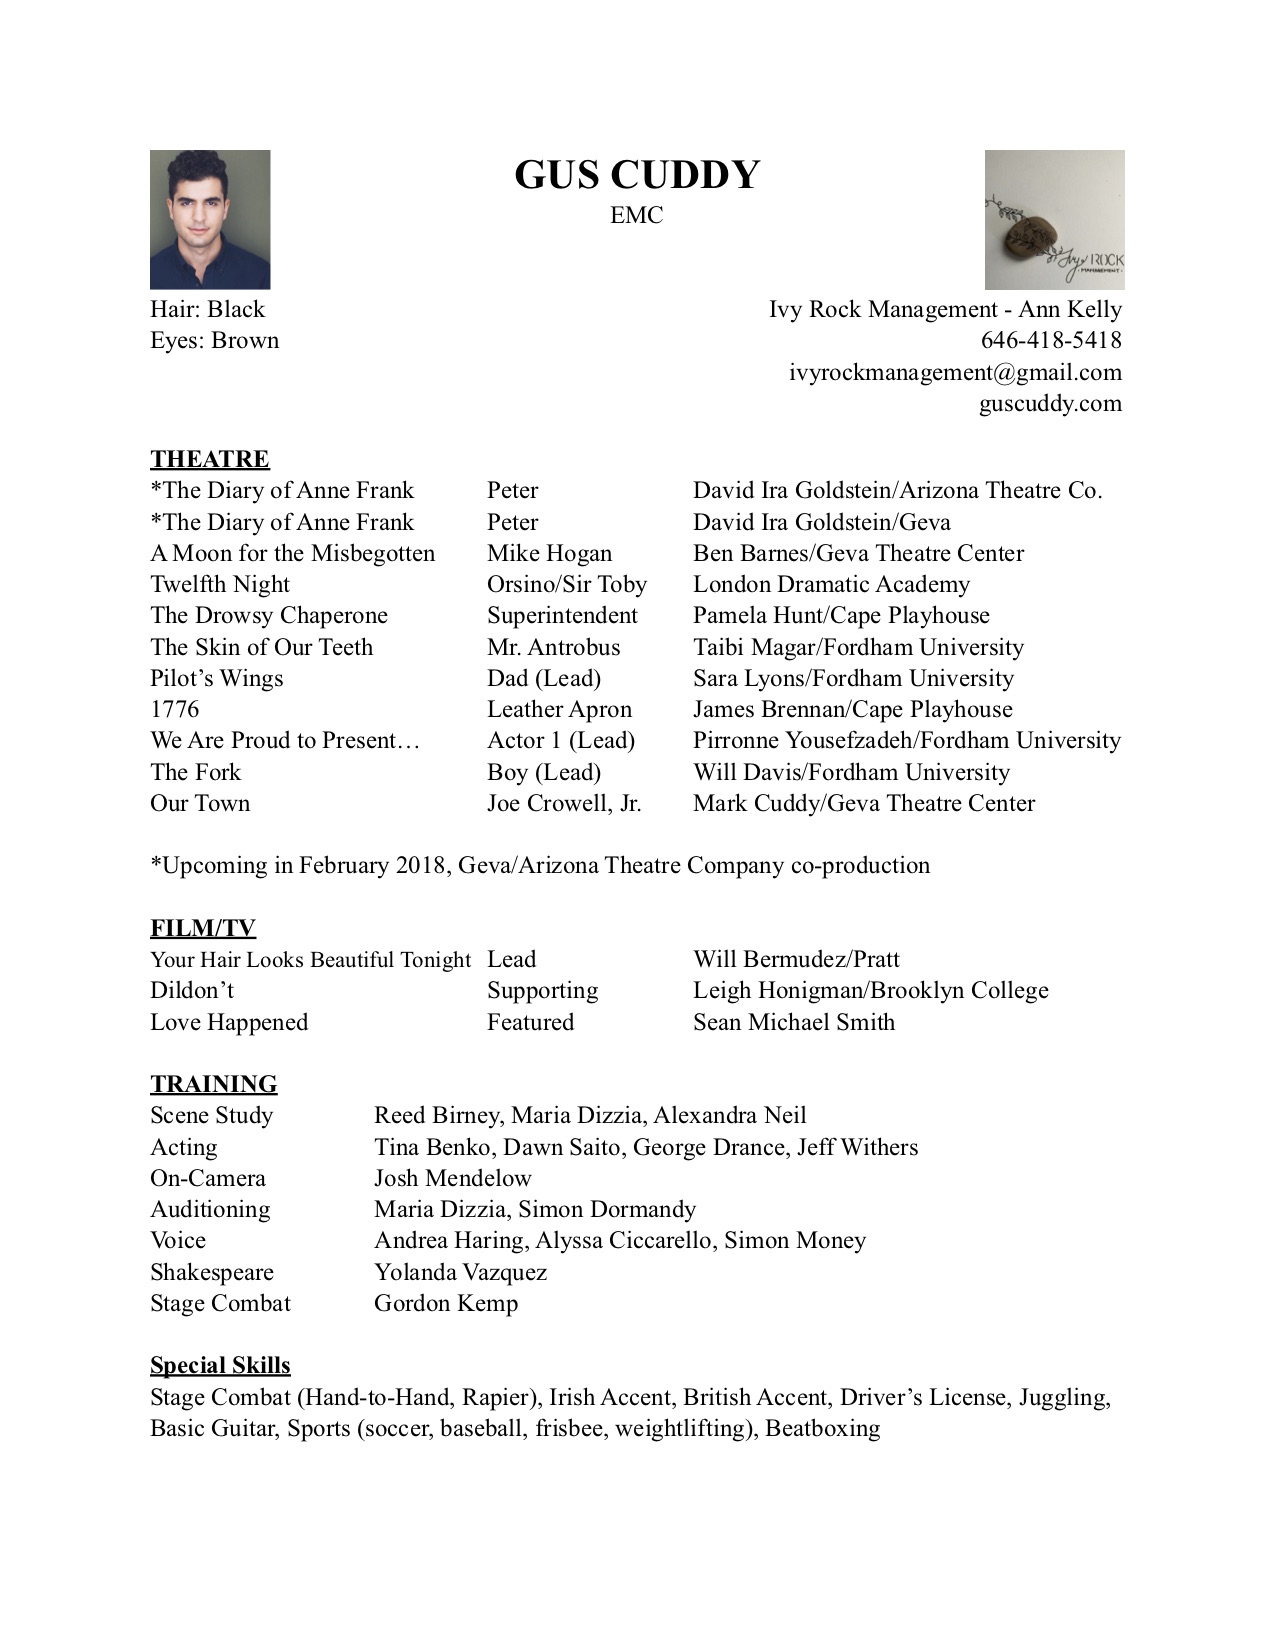 GUS CUDDY
EMC
Ivy ROCK
- MANAGEMENT -
Hair: Black Ivy Rock Management - Ann Kelly
Eyes: Brown 646-418-5418
ivyrockmanagement@gmail.com
guscuddy.com
THEATRE
*The Diary of Anne Frank Peter David Ira Goldstein/Arizona Theatre Co.
*The Diary of Anne Frank Peter David Ira Goldstein/Geva
A Moon for the Misbegotten Mike Hogan Ben Barnes/Geva Theatre Center
Twelfth Night Orsino/Sir Toby London Dramatic Academy
The Drowsy Chaperone Superintendent Pamela Hunt/Cape Playhouse
The Skin of Our Teeth Mr. Antrobus Taibi Magar/Fordham University
Pilot’s Wings Dad (Lead) Sara Lyons/Fordham University
1776 Leather Apron James Brennan/Cape Playhouse
We Are Proud to Present… Actor 1 (Lead) Pirronne Yousefzadeh/Fordham University
The Fork Boy (Lead) Will Davis/Fordham University
Our Town Joe Crowell, Jr. Mark Cuddy/Geva Theatre Center
*Upcoming in February 2018, Geva/Arizona Theatre Company co-production
FILM/TV
Your Hair Looks Beautiful Tonight Lead Will Bermudez/Pratt
Dildon’t Supporting Leigh Honigman/Brooklyn College
Love Happened Featured Sean Michael Smith
TRAINING
Scene Study Reed Birney, Maria Dizzia, Alexandra Neil
Acting Tina Benko, Dawn Saito, George Drance, Jeff Withers
On-Camera Josh Mendelow
Auditioning Maria Dizzia, Simon Dormandy
Voice Andrea Haring, Alyssa Ciccarello, Simon Money
Shakespeare Yolanda Vazquez
Stage Combat Gordon Kemp
Special Skills
Stage Combat (Hand-to-Hand, Rapier), Irish Accent, British Accent, Driver’s License, Juggling,
Basic Guitar, Sports (soccer, baseball, frisbee, weightlifting), Beatboxing